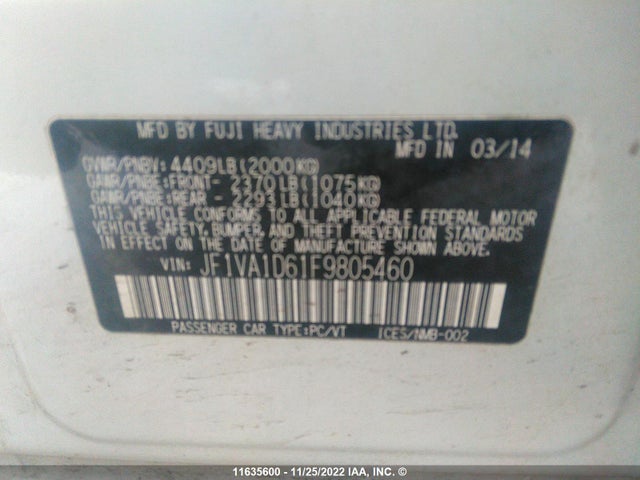 MFD BY FUJI HEAVY INDUSTRIES LTD.
MFD IN 03/14
GVWR/PNBV: 4409LB(2000KG)
GAWR/PNBE:FRONT- 2370LB(1075KG)
GAWR/PNBE:REAR - 2293LB(1040KG)
THIS VEHICLE CONFORMS TO ALL APPLICABLE FEDERAL MOTOR
VEHICLE SAFETY,BUMPER,AND THEFT PREVENTION STANDARDS
IN EFFECT ON THE DATE OF MANUFACTURE SHOWN ABOVE.
VIN: JF1VA1D61F9805460
PASSENGER CAR TYPE:PC/VT ICES/NMB-002
11635600 - 11/25/2022 IAA, INC. ©